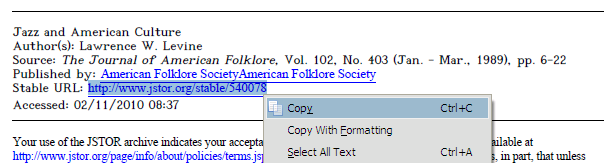 Jazz and American Culture
Author(s): Lawrence W. Levine
Source: The Journal of American Folklore, Vol. 102, No. 403 (Jan. - Mar., 1989), pp. 6-22
Published by: American Folklore SocietyAmerican Folklore Society
Stable URL: http://www.jstor.org/stable/540078
Accessed: 02/11/2010 08:37
Copy Ctrl+C
Copy With Formatting
Select All Text Ctrl+A
Your use of the JSTOR archive indicates your accepta ailable at
http://www.jstor.org/page/info/about/policies/terms.jsp s, in part, that unless